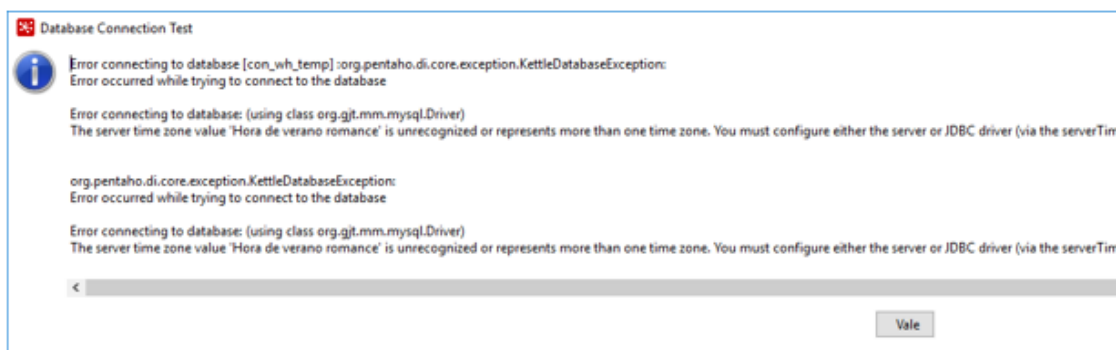 Database Connection Test
Error connecting to database [con_wh_temp] :org.pentaho.di.core.exception.KettleDatabaseException:
Error occurred while trying to connect to the database
Error connecting to database: (using class org.gjt.mm.mysql.Driver)
The server time zone value 'Hora de verano romance' is unrecognized or represents more than one time zone. You must configure either the server or JDBC driver (via the serverTim
org.pentaho.di.core.exception.KettleDatabaseException:
Error occurred while trying to connect to the database
Error connecting to database: (using class org.gjt.mm.mysql.Driver)
The server time zone value 'Hora de verano romance' is unrecognized or represents more than one time zone. You must configure either the server or JDBC driver (via the serverTim
Vale